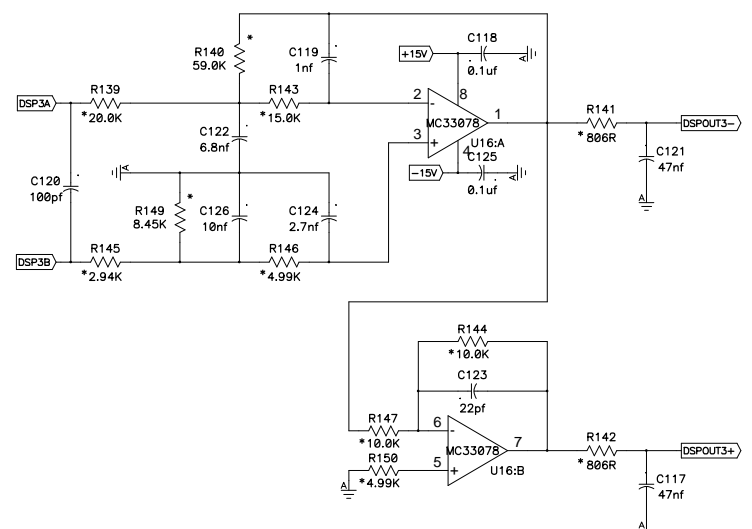 C118
+15V
0.1uf
A
R140
*
59.0K
C119
1nf
R139
R143
DSP3A
*20.0K
*15.0K
2
-
8
MC33078
1
R141
DSPOUT3-
*806R
3
+
U16:A
4
C122
6.8nf
C125
-15V
0.1uf
A
C121
47nf
A
A
C120
100pf
*
R149
8.45K
C126
10nf
C124
2.7nf
R145
R146
DSP3B
*2.94K
*4.99K
R144
*10.0K
C123
22pf
R147
6
-
*10.0K
MC33078
7
R142
DSPOUT3+
R150
5
+
*806R
A
*4.99K
U16:B
C117
47nf
A